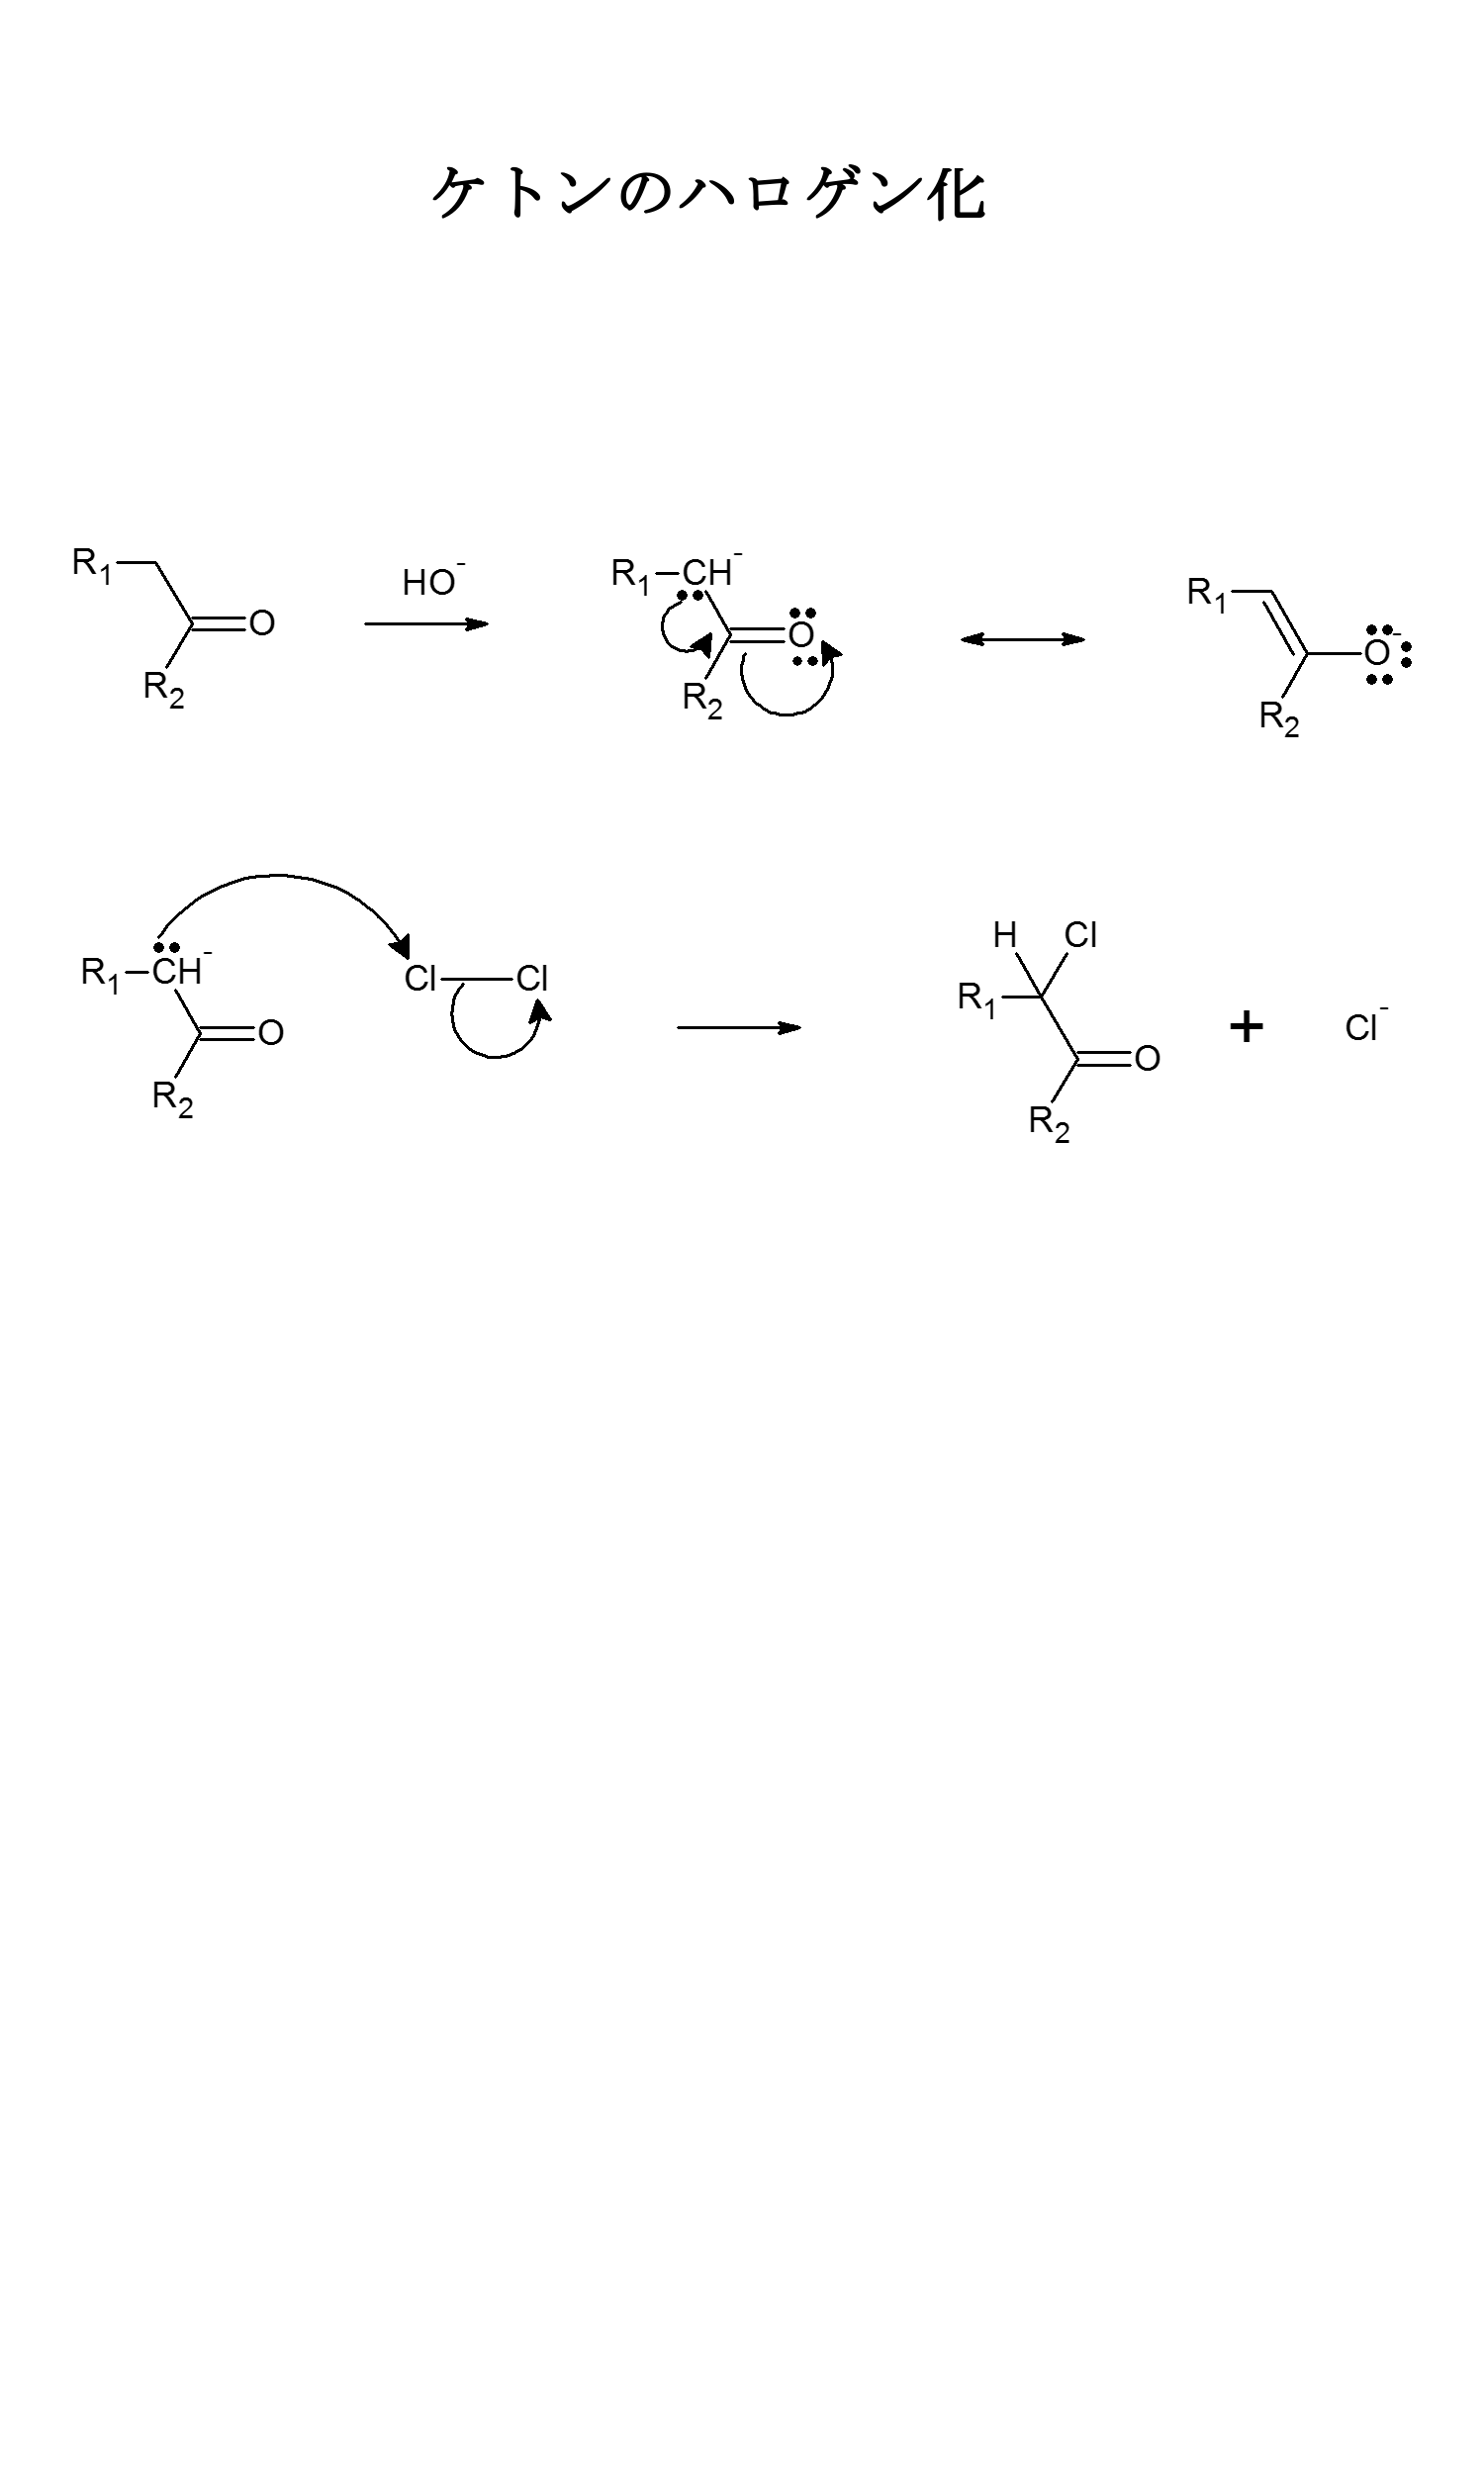 ケトンのハロゲン化
R1 O R2
HO-
R1 CH- O R2
R1 O- R2
R1 CH- O R2
Cl Cl
H Cl R1 O R2
+
Cl-